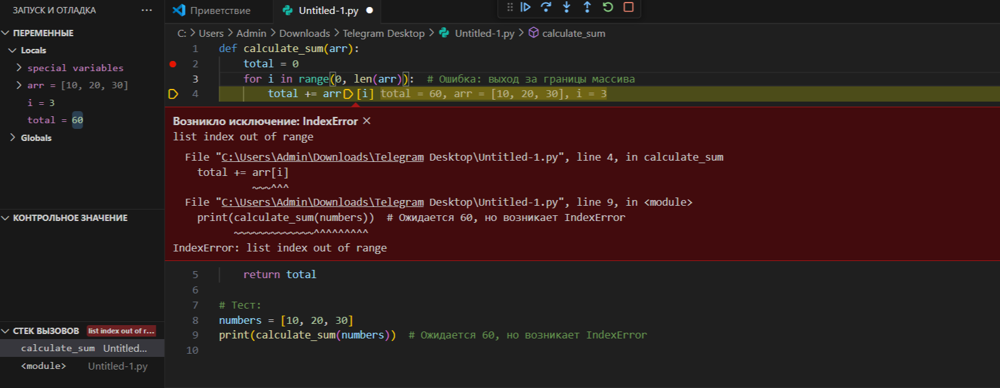 ЗАПУСК И ОТЛАДКА
ПЕРЕМЕННЫЕ
Locals
special variables
arr = [10, 20, 30]
i = 3
total = 60
Globals
КОНТРОЛЬНОЕ ЗНАЧЕНИЕ
СТЕК ВЫЗОВОВ list index out of r...
calculate_sum Untitled...
<module> Untitled-1.py
Приветствие Untitled-1.py
C: > Users > Admin > Downloads > Telegram Desktop > Untitled-1.py > calculate_sum
1 def calculate_sum(arr):
2 total = 0
3 for i in range(0, len(arr)): # Ошибка: выход за границы массива
4 total += arr[i] total = 60, arr = [10, 20, 30], i = 3
Возникло исключение: IndexError ×
list index out of range
File "C:\Users\Admin\Downloads\Telegram Desktop\Untitled-1.py", line 4, in calculate_sum
total += arr[i]
~~~^^^
File "C:\Users\Admin\Downloads\Telegram Desktop\Untitled-1.py", line 9, in <module>
print(calculate_sum(numbers)) # Ожидается 60, но возникает IndexError
~~~~~~~~~~~~~^^^^^^^^^
IndexError: list index out of range
5 return total
6
7 # Тест:
8 numbers = [10, 20, 30]
9 print(calculate_sum(numbers)) # Ожидается 60, но возникает IndexError
10